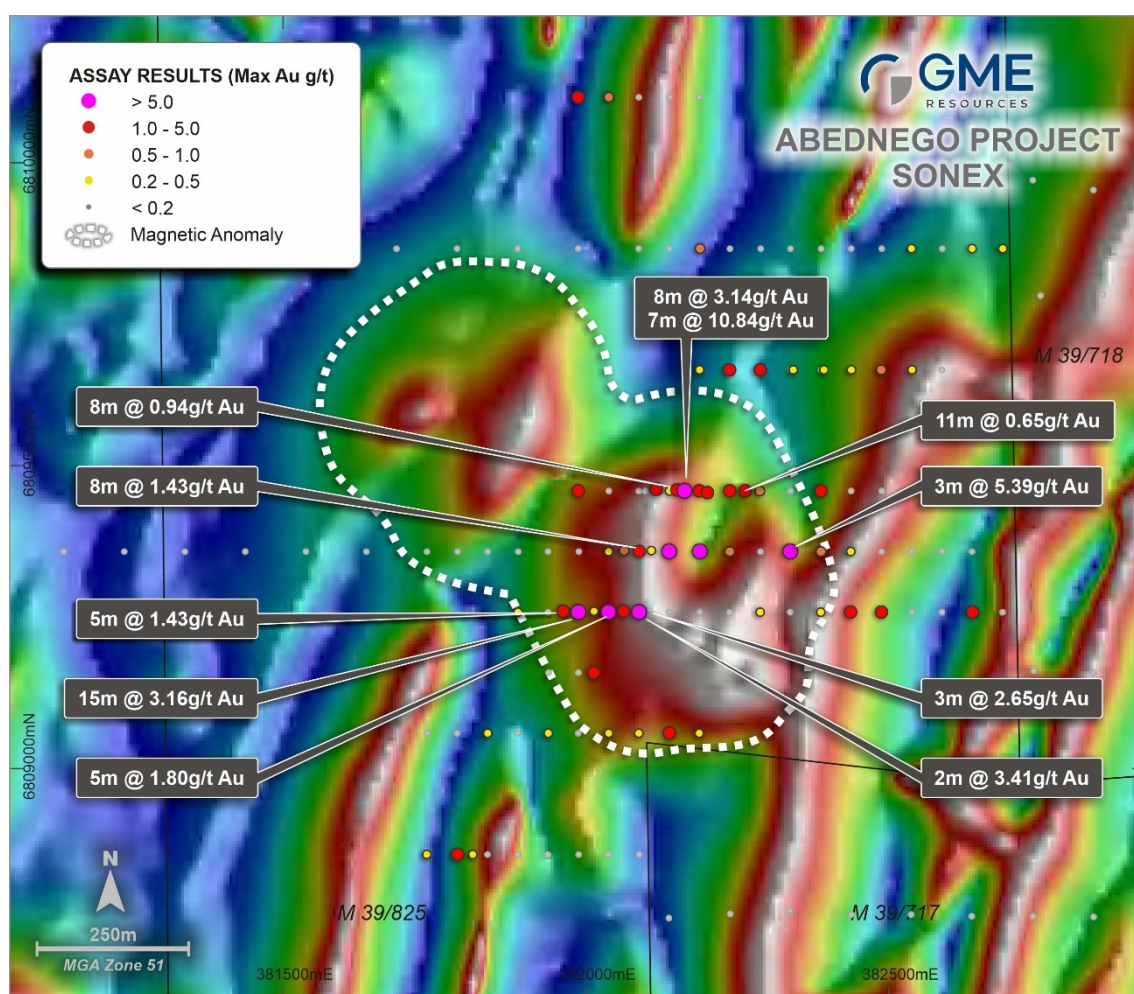 ASSAY RESULTS (Max Au g/t)
> 5.0
1.0 - 5.0
0.5 - 1.0
0.2 - 0.5
< 0.2
Magnetic Anomaly
GME
RESOURCES
ABEDNEGO PROJECT
SONEX
6810000mN
8m @ 3.14g/t Au
7m @ 10.84g/t Au
M 39/718
8m @ 0.94g/t Au
11m @ 0.65g/t Au
8m @ 1.43g/t Au
3m @ 5.39g/t Au
5m @ 1.43g/t Au
15m @ 3.16g/t Au
3m @ 2.65g/t Au
6809000mN
5m @ 1.80g/t Au
2m @ 3.41g/t Au
N
250m
MGA Zone 51
M 39/825
M 39/717
381500mE
382000mE
382500mE